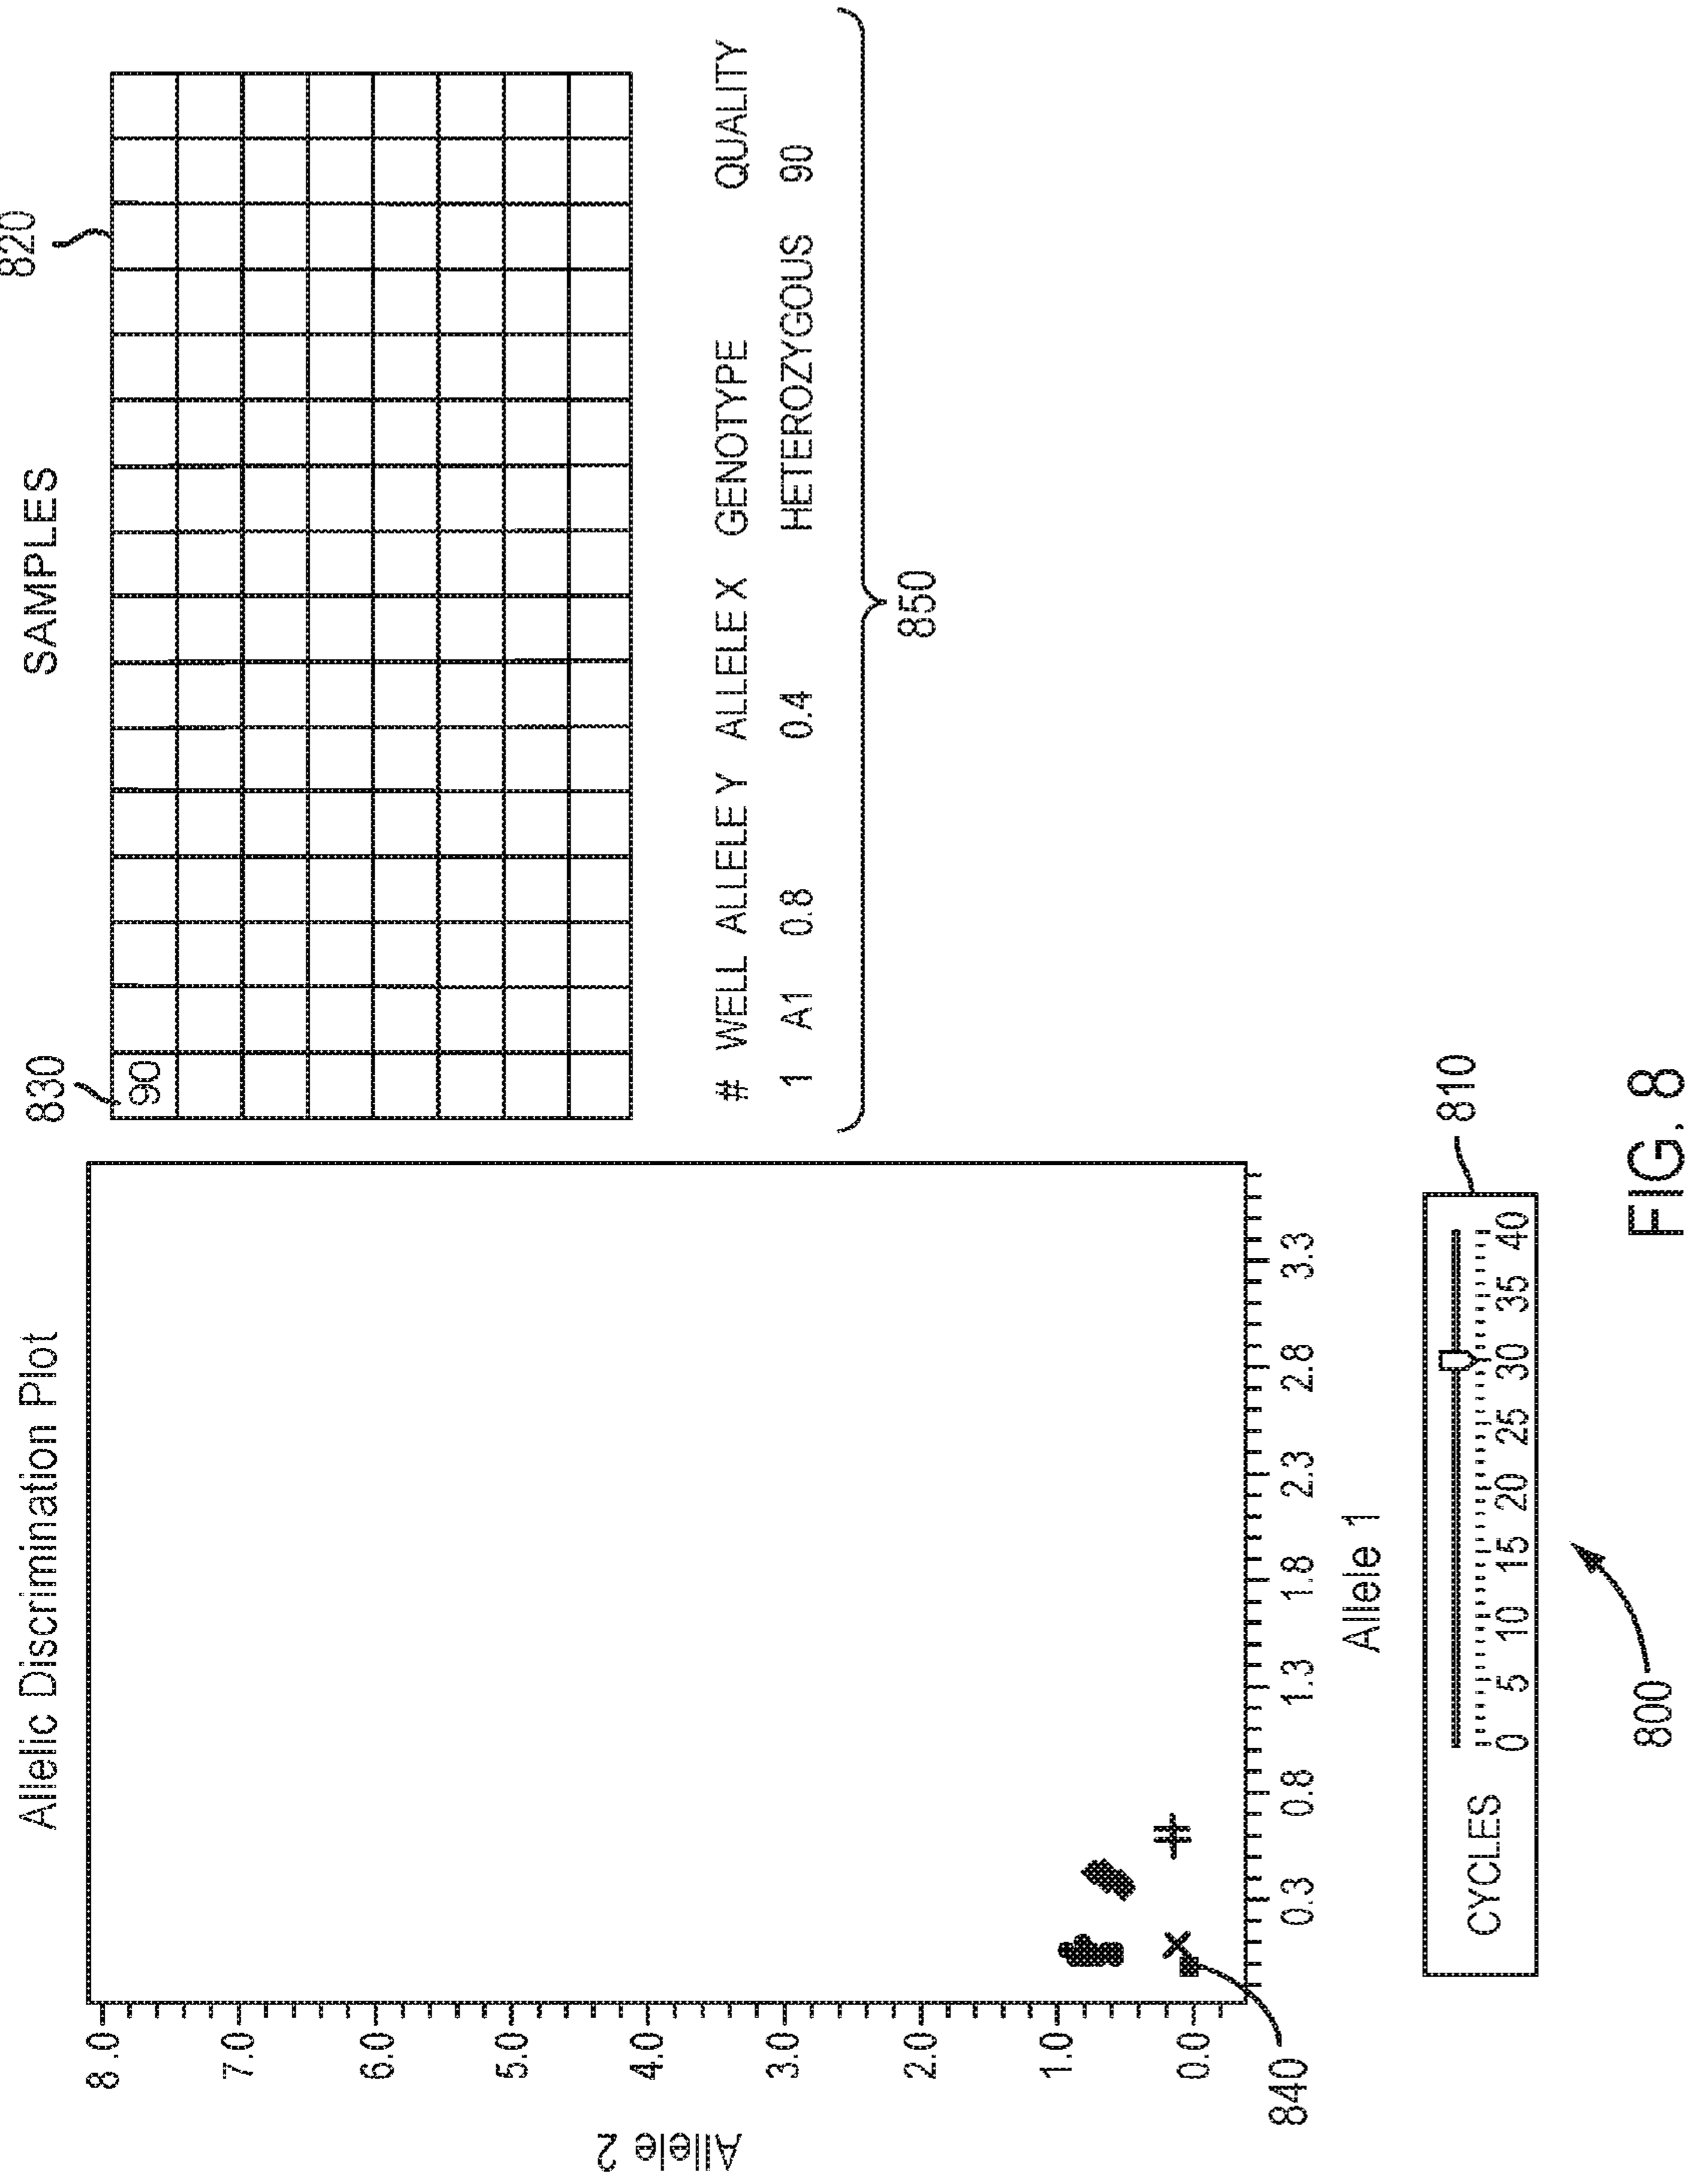 Allelic Discrimination Plot
Allele 2
8.0
7.0
6.0
5.0
4.0
3.0
2.0
1.0
0.0
840
0.3 0.8 1.3 1.8 2.3 2.8 3.3
Allele 1
CYCLES
0 5 10 15 20 25 30 35 40
810
800
SAMPLES
820
830
90
# WELL ALLELE Y ALLELE X GENOTYPE QUALITY
1 A1 0.8 0.4 HETEROZYGOUS 90
850
FIG. 8